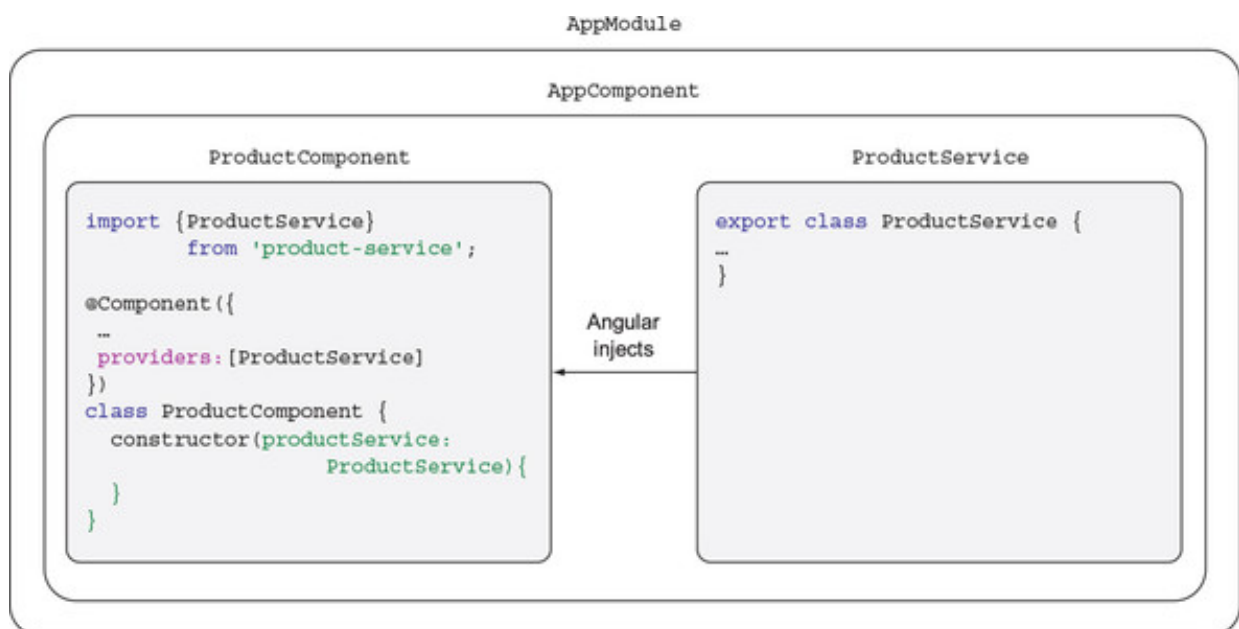 AppModule
AppComponent
ProductComponent
import {ProductService}
from 'product-service';
@Component({
…
providers:[ProductService]
})
class ProductComponent {
constructor(productService:
ProductService){
}
}
Angular
injects
ProductService
export class ProductService {
…
}